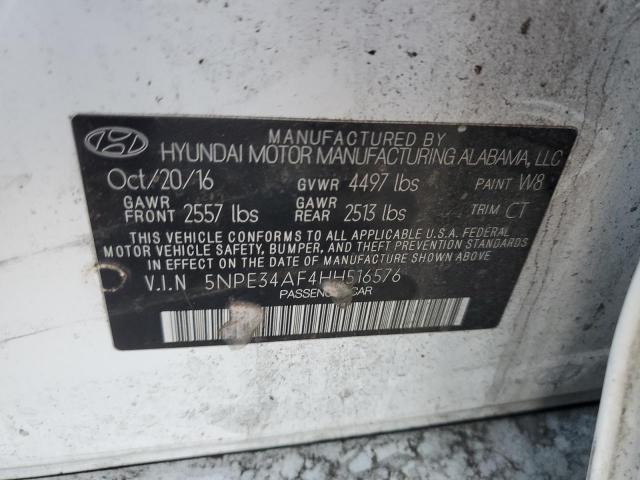 MANUFACTURED BY
HYUNDAI MOTOR MANUFACTURING ALABAMA, LLC
Oct/20/16 GVWR 4497 lbs PAINT W8
GAWR FRONT 2557 lbs GAWR REAR 2513 lbs TRIM CT
THIS VEHICLE CONFORMS TO ALL APPLICABLE U.S.A. FEDERAL
MOTOR VEHICLE SAFETY, BUMPER, AND THEFT PREVENTION
STANDARDS IN EFFECT ON THE DATE OF MANUFACTURE SHOWN ABOVE.
V.I.N 5NPE34AF4HH516576
PASSENGER CAR